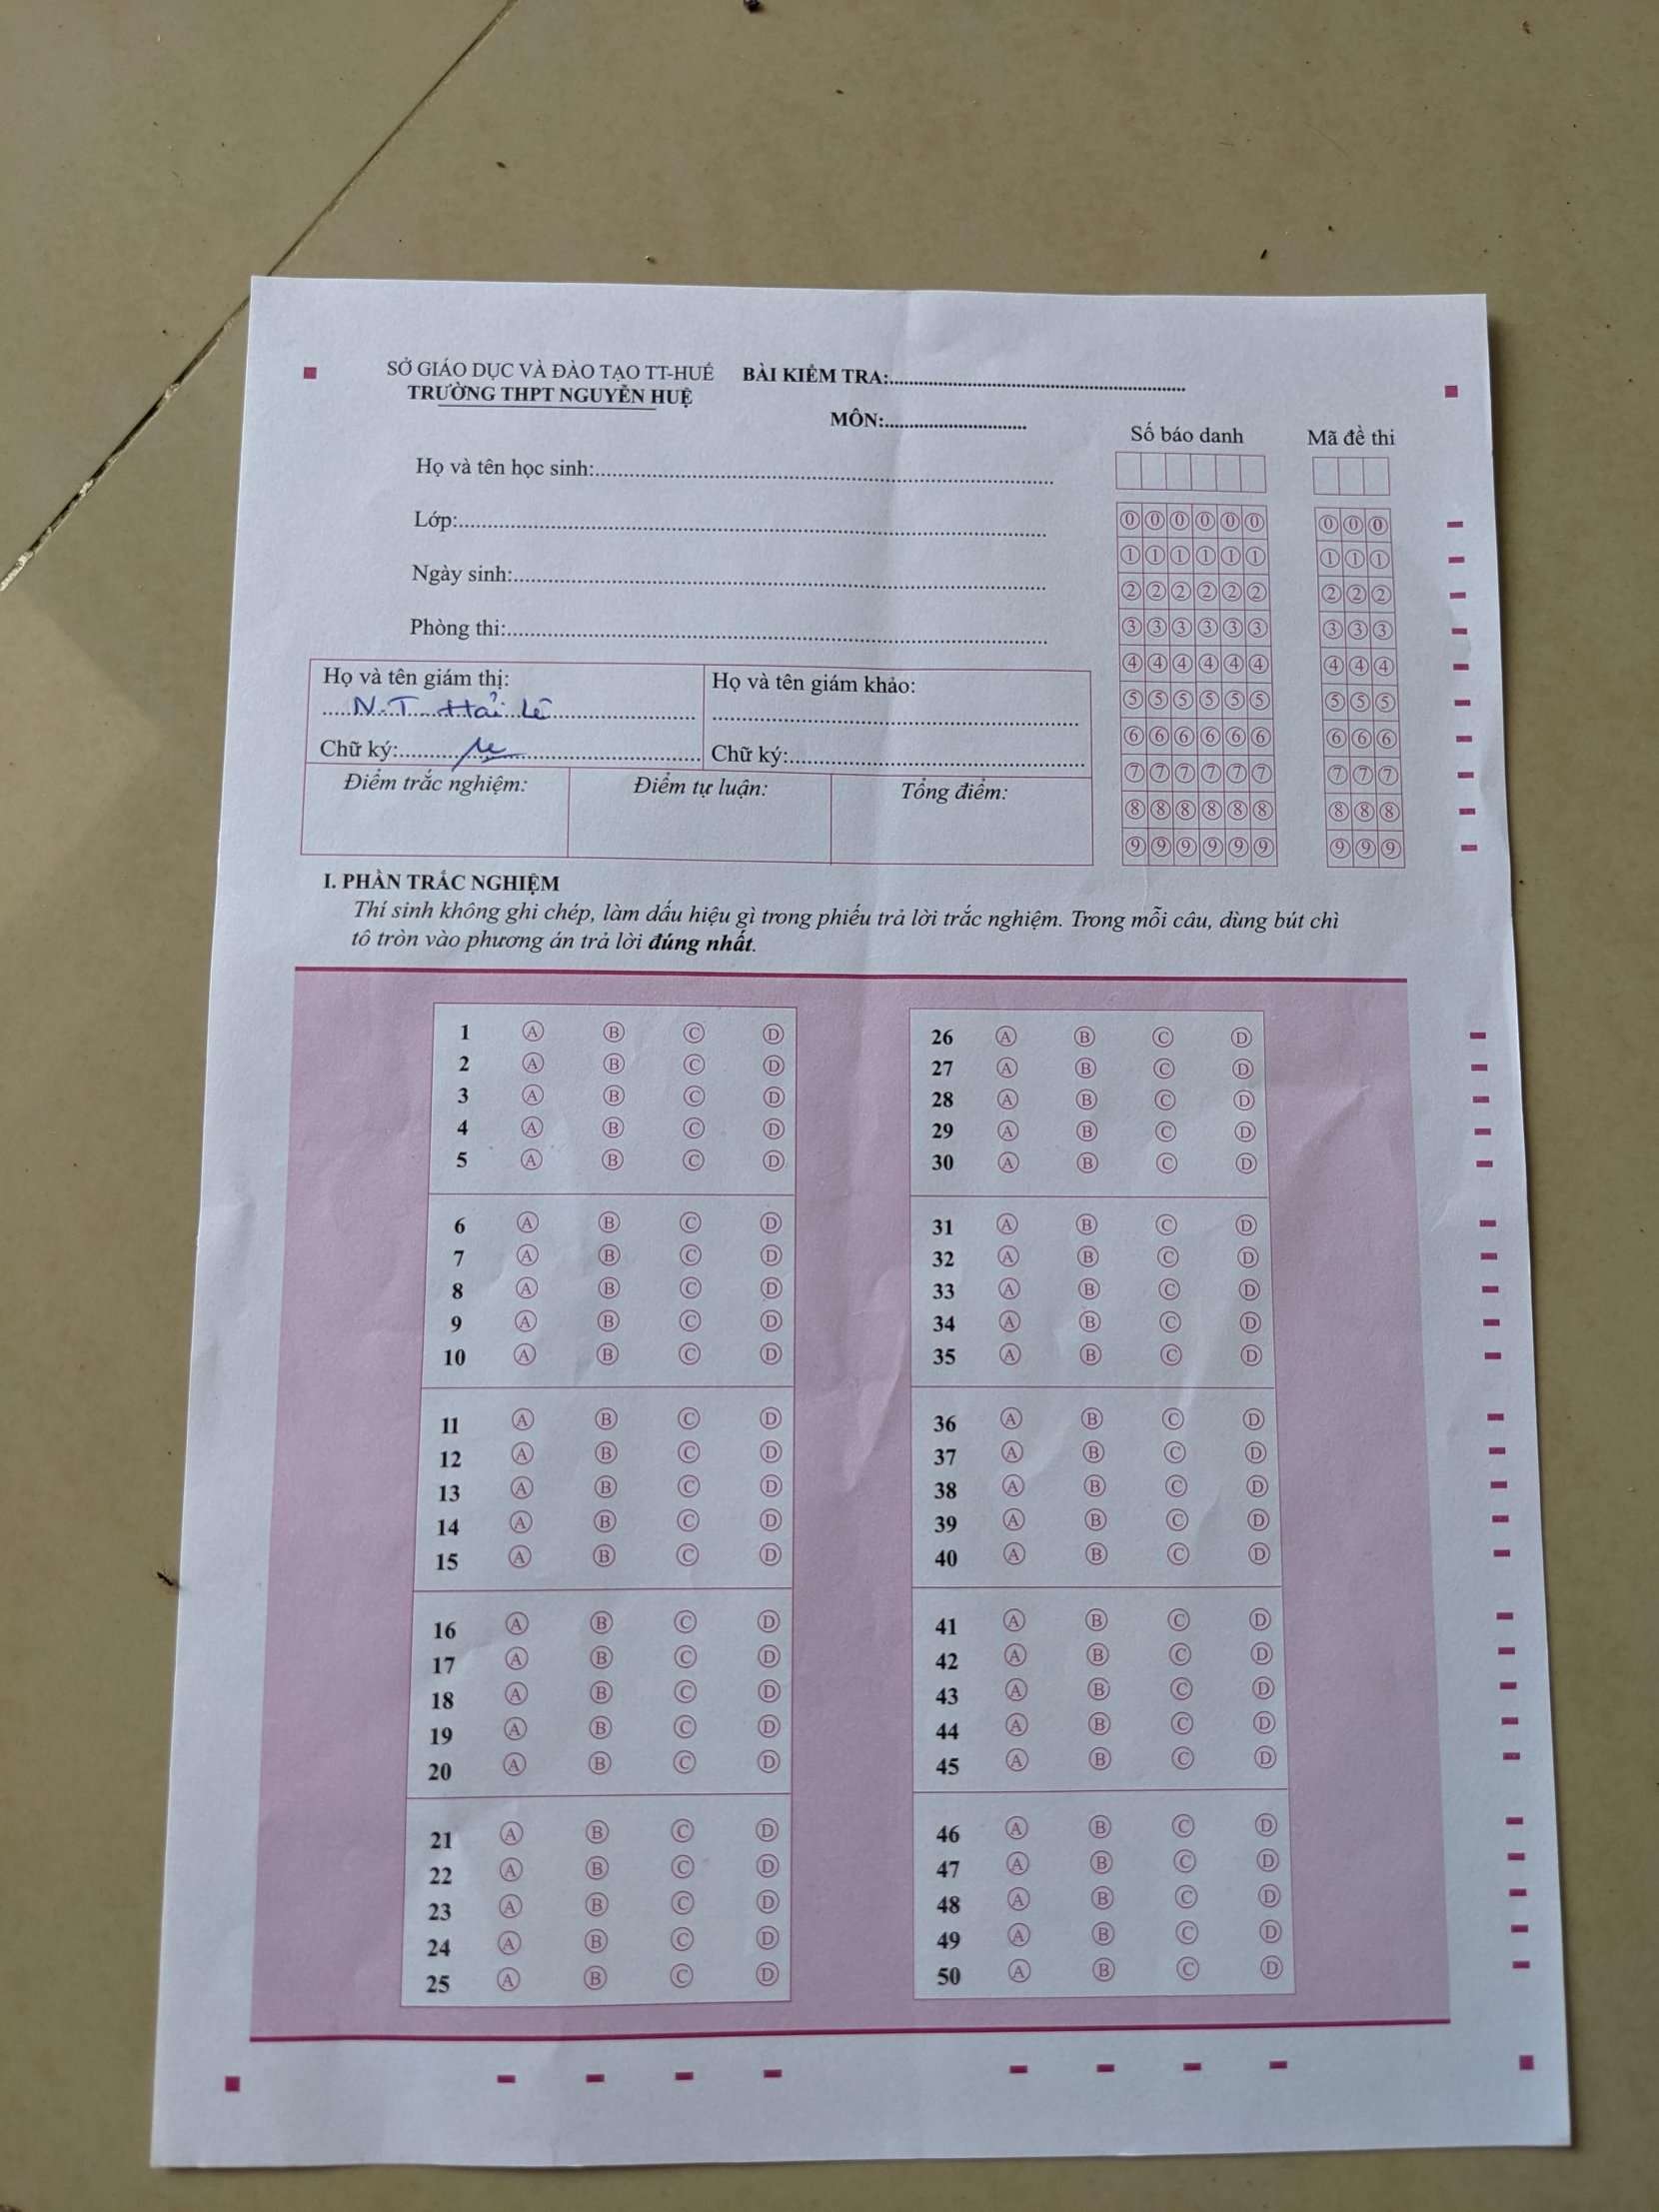 SỞ GIÁO DỤC VÀ ĐÀO TẠO TT-HUẾ
TRƯỜNG THPT NGUYỄN HUỆ
BÀI KIỂM TRA:
MÔN:
Số báo danh
Mã đề thi
Họ và tên học sinh:
Lớp:
Ngày sinh:
Phòng thi:
0 0 0 0 0 0 0 0 0
1 1 1 1 1 1 1 1 1
2 2 2 2 2 2 2 2 2
3 3 3 3 3 3 3 3 3
4 4 4 4 4 4 4 4 4
5 5 5 5 5 5 5 5 5
6 6 6 6 6 6 6 6 6
7 7 7 7 7 7 7 7 7
8 8 8 8 8 8 8 8 8
9 9 9 9 9 9 9 9 9
Họ và tên giám thị:
N.T Hải Lê
Chữ ký:
Họ và tên giám khảo:
Chữ ký:
Điểm trắc nghiệm:
Điểm tự luận:
Tổng điểm:
I. PHẦN TRẮC NGHIỆM
Thí sinh không ghi chép, làm dấu hiệu gì trong phiếu trả lời trắc nghiệm. Trong mỗi câu, dùng bút chì
tô tròn vào phương án trả lời đúng nhất.
1 A B C D
2 A B C D
3 A B C D
4 A B C D
5 A B C D
6 A B C D
7 A B C D
8 A B C D
9 A B C D
10 A B C D
11 A B C D
12 A B C D
13 A B C D
14 A B C D
15 A B C D
16 A B C D
17 A B C D
18 A B C D
19 A B C D
20 A B C D
21 A B C D
22 A B C D
23 A B C D
24 A B C D
25 A B C D
26 A B C D
27 A B C D
28 A B C D
29 A B C D
30 A B C D
31 A B C D
32 A B C D
33 A B C D
34 A B C D
35 A B C D
36 A B C D
37 A B C D
38 A B C D
39 A B C D
40 A B C D
41 A B C D
42 A B C D
43 A B C D
44 A B C D
45 A B C D
46 A B C D
47 A B C D
48 A B C D
49 A B C D
50 A B C D